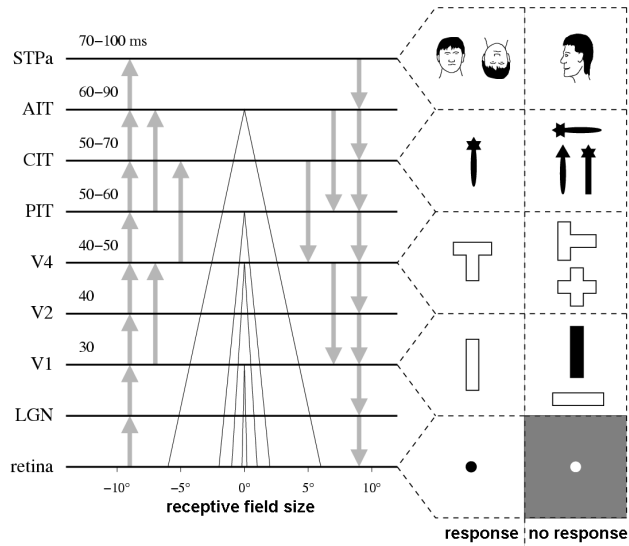 70−100 ms
STPa
60−90
AIT
50−70
CIT
50−60
PIT
40−50
V4
40
V2
30
V1
LGN
retina
−10° −5° 0° 5° 10°
receptive field size
response no response